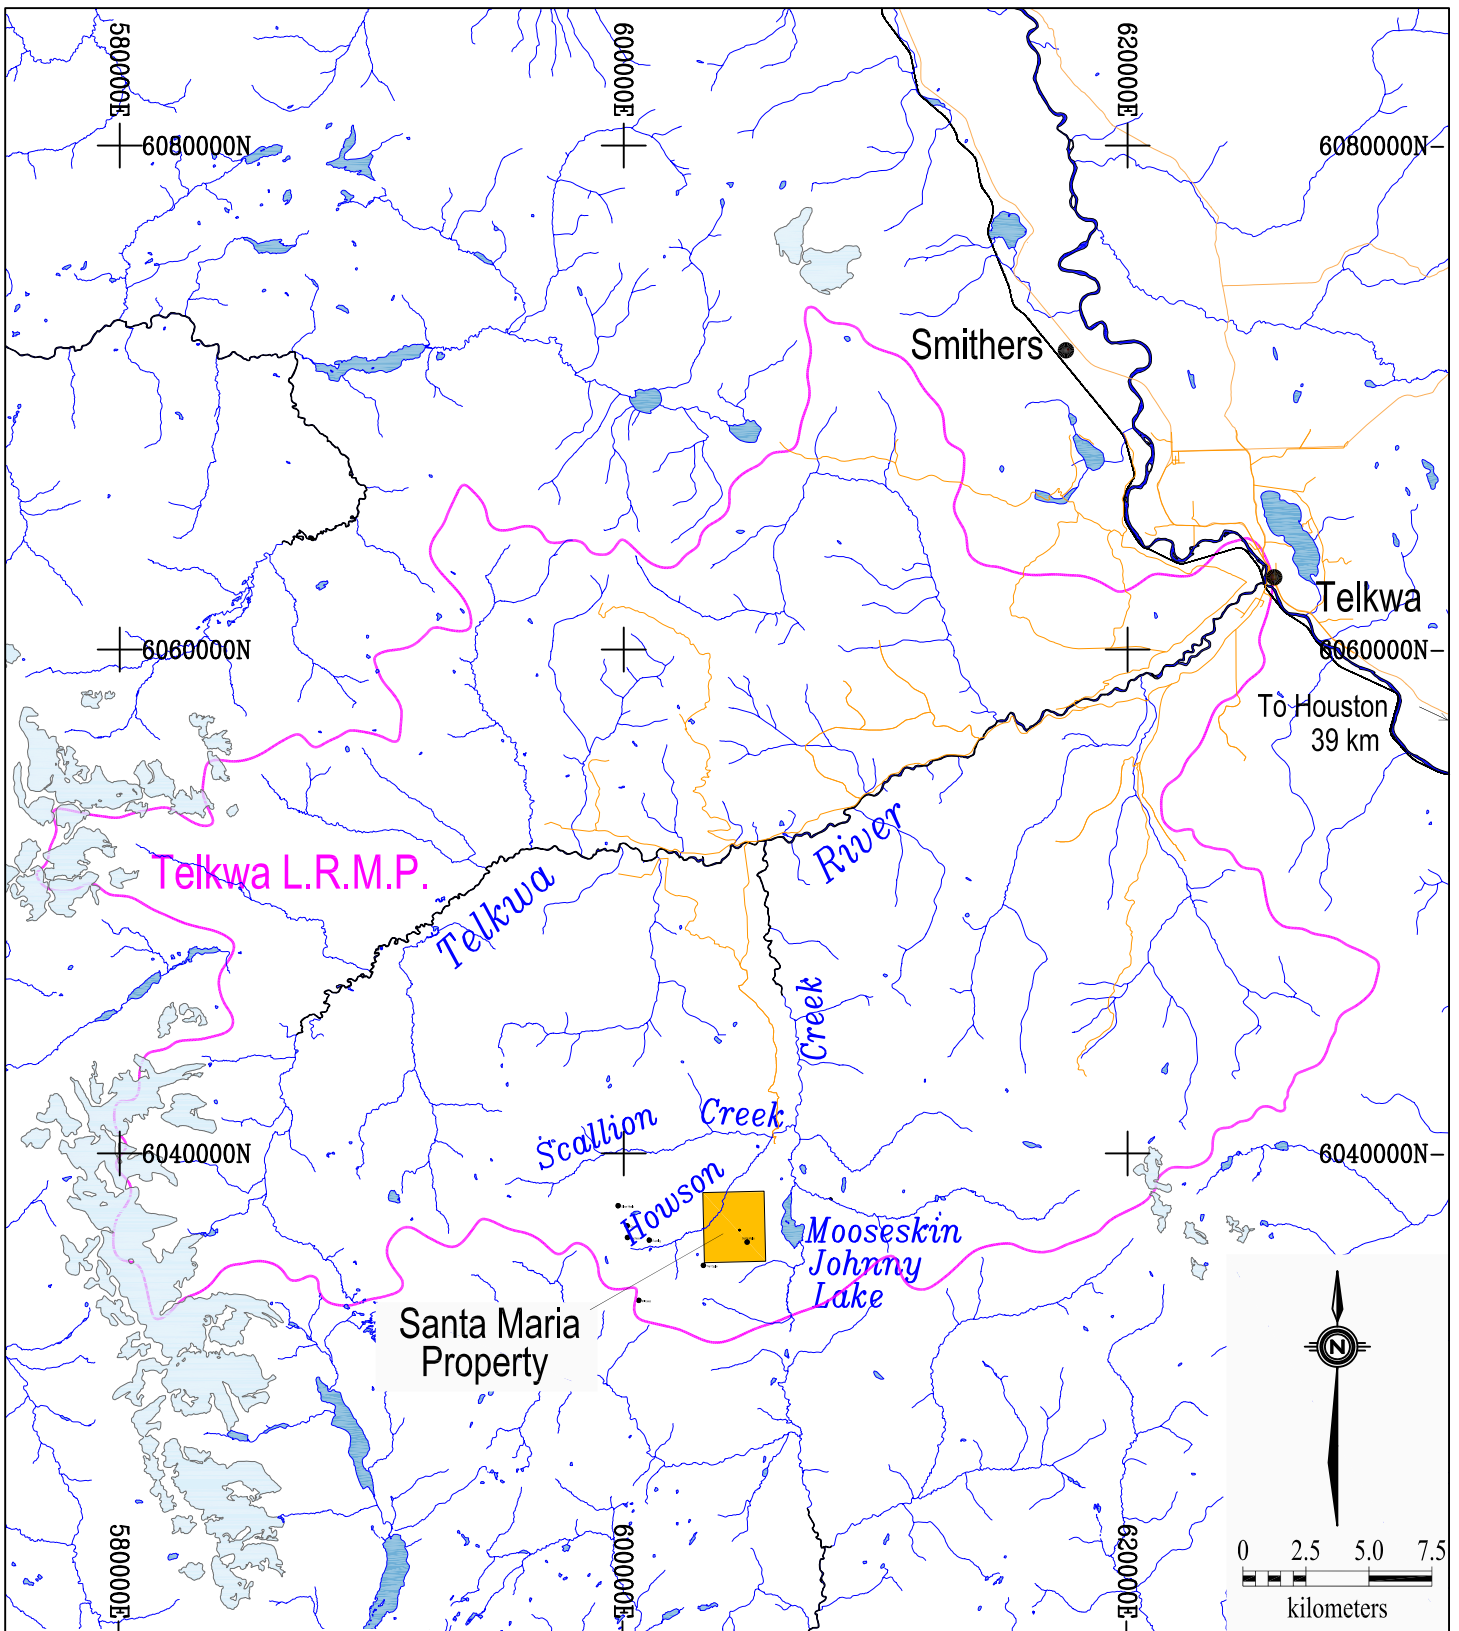 580000E
600000E
620000E
6080000N
6080000N-
Smithers
Telkwa
6060000N
6060000N-
To Houston
39 km
River
Telkwa L.R.M.P.
Telkwa
Creek
Scallion Creek
6040000N
6040000N-
Howson
Mooseskin
Johnny
Lake
Santa Maria
Property
N
580000E
600000E
620000E
0 2.5 5.0 7.5
kilometers